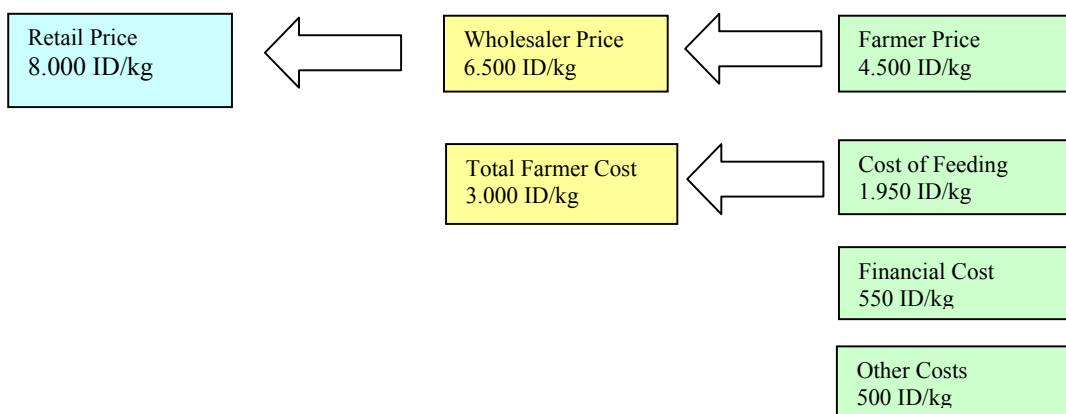 Retail Price
8.000 ID/kg
Wholesaler Price
6.500 ID/kg
Farmer Price
4.500 ID/kg
Total Farmer Cost
3.000 ID/kg
Cost of Feeding
1.950 ID/kg
Financial Cost
550 ID/kg
Other Costs
500 ID/kg